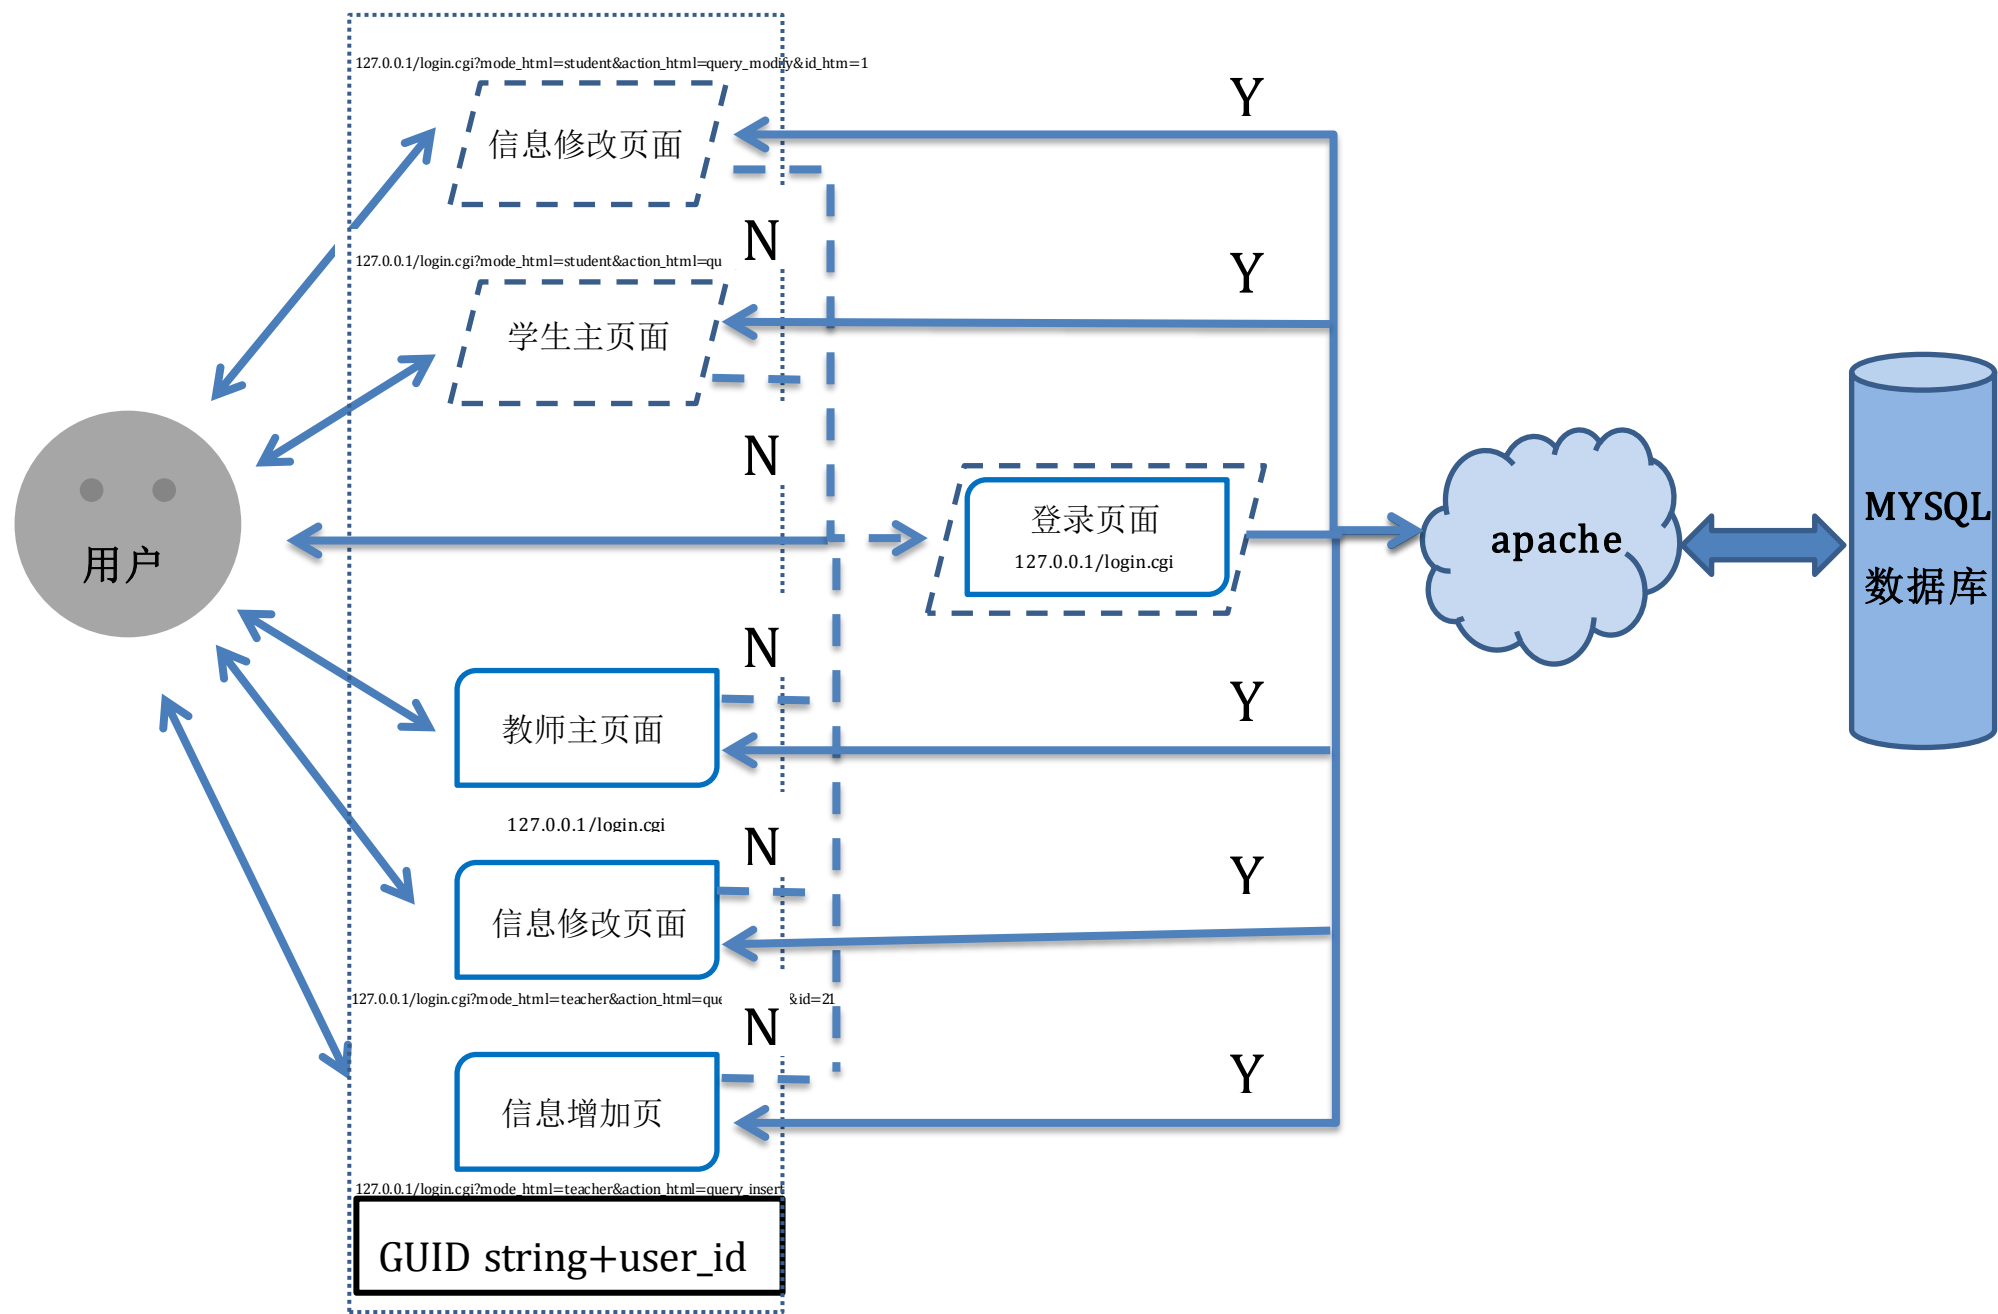 127.0.0.1/login.cgi?mode_html=student&action_html=query_modify&id_htm=1
Y
信息修改页面
N
Y
127.0.0.1/login.cgi?mode_html=student&action_html=qu
学生主页面
N
登录页面
127.0.0.1/login.cgi
apache
MYSQL
数据库
用户
N
Y
教师主页面
127.0.0.1/login.cgi
N
Y
信息修改页面
127.0.0.1/login.cgi?mode_html=teacher&action_html=que &id=21
N
Y
信息增加页
127.0.0.1/login.cgi?mode_html=teacher&action_html=query_insert
GUID string+user_id